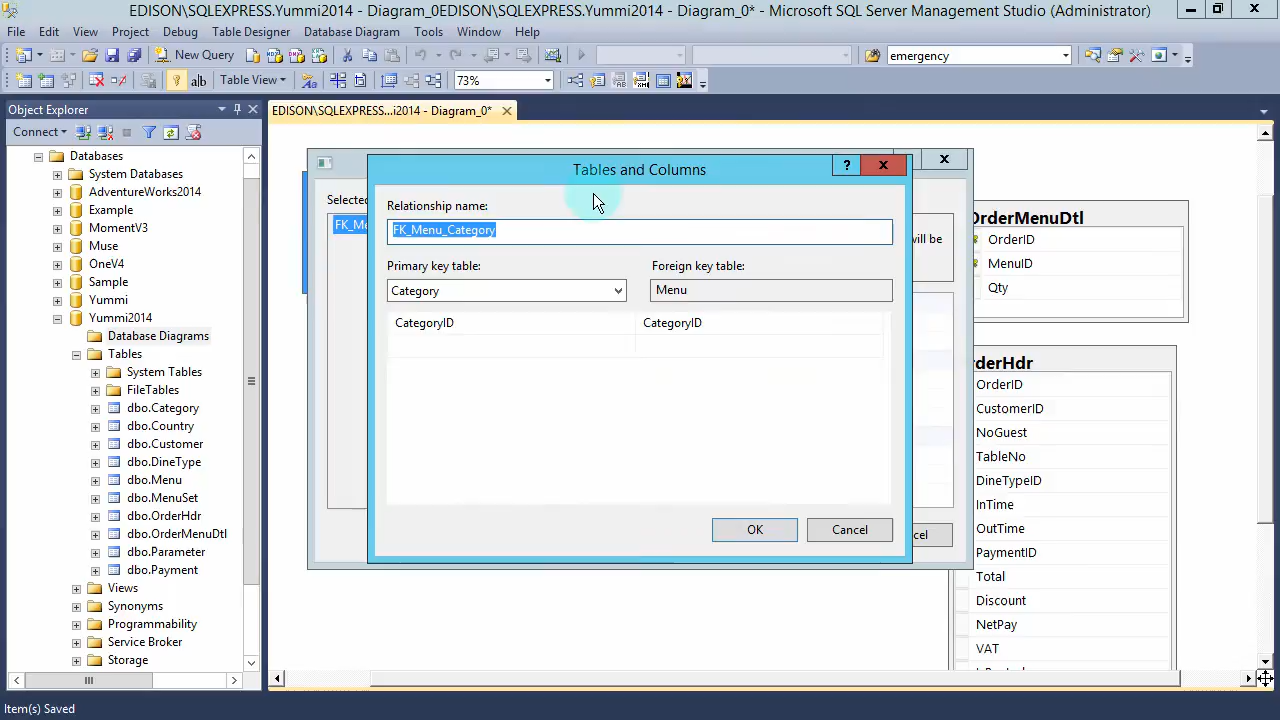 EDISON\SQLEXPRESS.Yummi2014 - Diagram_0EDISON\SQLEXPRESS.Yummi2014 - Diagram_0* - Microsoft SQL Server Management Studio (Administrator)
File Edit View Project Debug Table Designer Database Diagram Tools Window Help
New Query emergency
Table View 73%
Object Explorer
EDISON\SQLEXPRESS...i2014 - Diagram_0*
Connect
Databases
System Databases
AdventureWorks2014
Example
MomentV3
Muse
OneV4
Sample
Yummi
Yummi2014
Database Diagrams
Tables
System Tables
FileTables
dbo.Category
dbo.Country
dbo.Customer
dbo.DineType
dbo.Menu
dbo.MenuSet
dbo.OrderHdr
dbo.OrderMenuDtl
dbo.Parameter
dbo.Payment
Views
Synonyms
Programmability
Service Broker
Storage
Selected
FK_Me
will be
cel
Tables and Columns
Relationship name:
FK_Menu_Category
Primary key table: Foreign key table:
Category Menu
CategoryID CategoryID
OK Cancel
OrderMenuDtl
OrderID
MenuID
Qty
rderHdr
OrderID
CustomerID
NoGuest
TableNo
DineTypeID
InTime
OutTime
PaymentID
Total
Discount
NetPay
VAT
Item(s) Saved